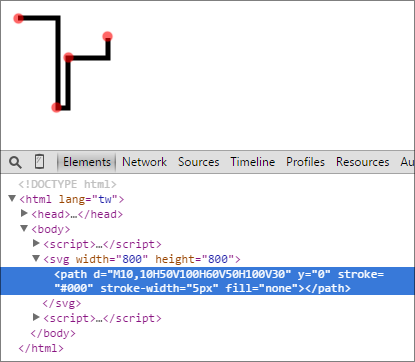 Elements Network Sources Timeline Profiles Resources Au
<!DOCTYPE html>
▼<html lang="tw">
▶<head>…</head>
▼<body>
▶<script>…</script>
▼<svg width="800" height="800">
<path d="M10,10H50V100H60V50H100V30" y="0" stroke=
"#000" stroke-width="5px" fill="none"></path>
</svg>
▶<script>…</script>
</body>
</html>